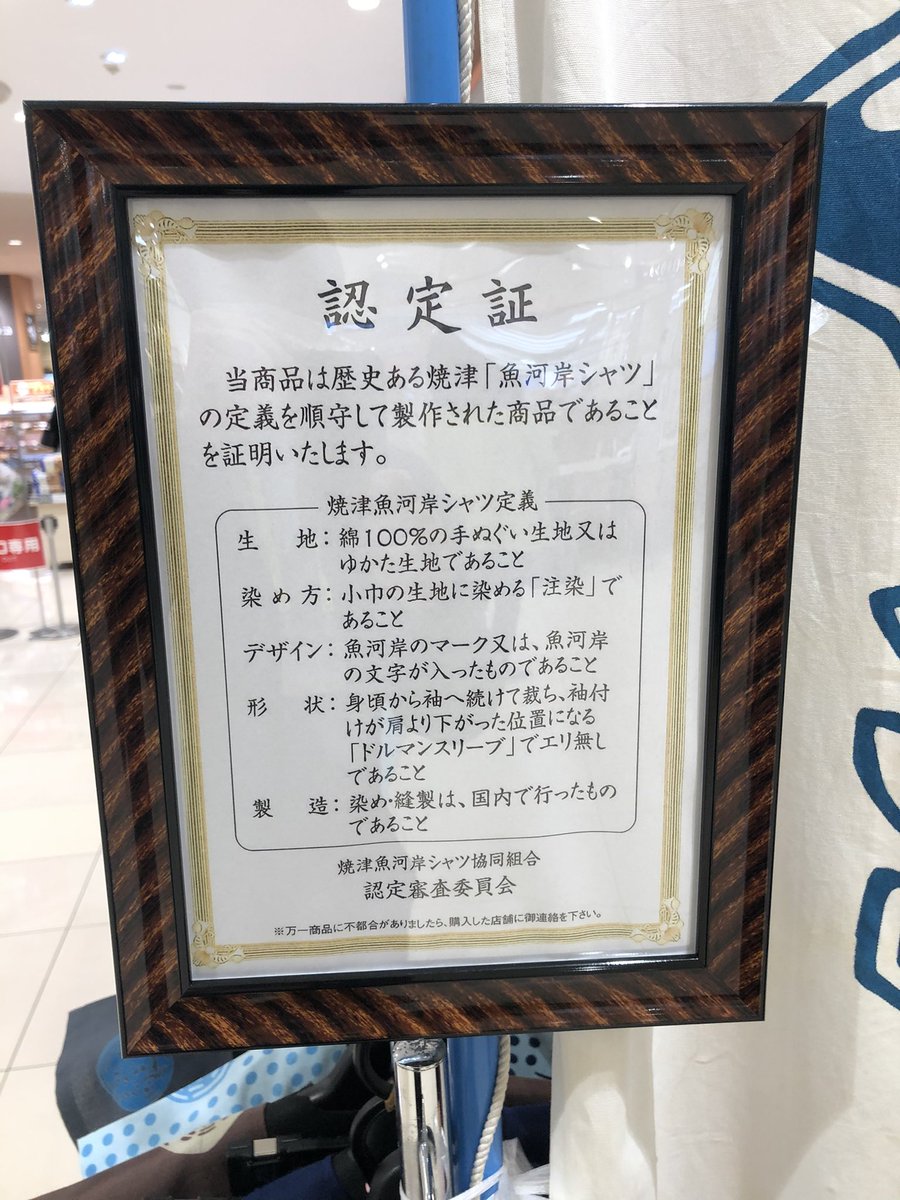 認定証
当商品は歴史ある焼津「魚河岸シャツ」
の定義を順守して製作された商品であること
を証明いたします。
焼津魚河岸シャツ定義
生地：綿100%の手ぬぐい生地又は
ゆかた生地であること
染め方：小巾の生地に染める「注染」で
あること
デザイン：魚河岸のマーク又は、魚河岸
の文字が入ったものであること
形状：身頃から袖へ続けて裁ち、袖付
けが肩より下がった位置になる
「ドルマンスリーブ」でエリ無し
であること
製造：染め・縫製は、国内で行ったもの
であること
焼津魚河岸シャツ協同組合
認定審査委員会
※万一商品に不都合がありましたら、購入した店舗に御連絡を下さい。
専用